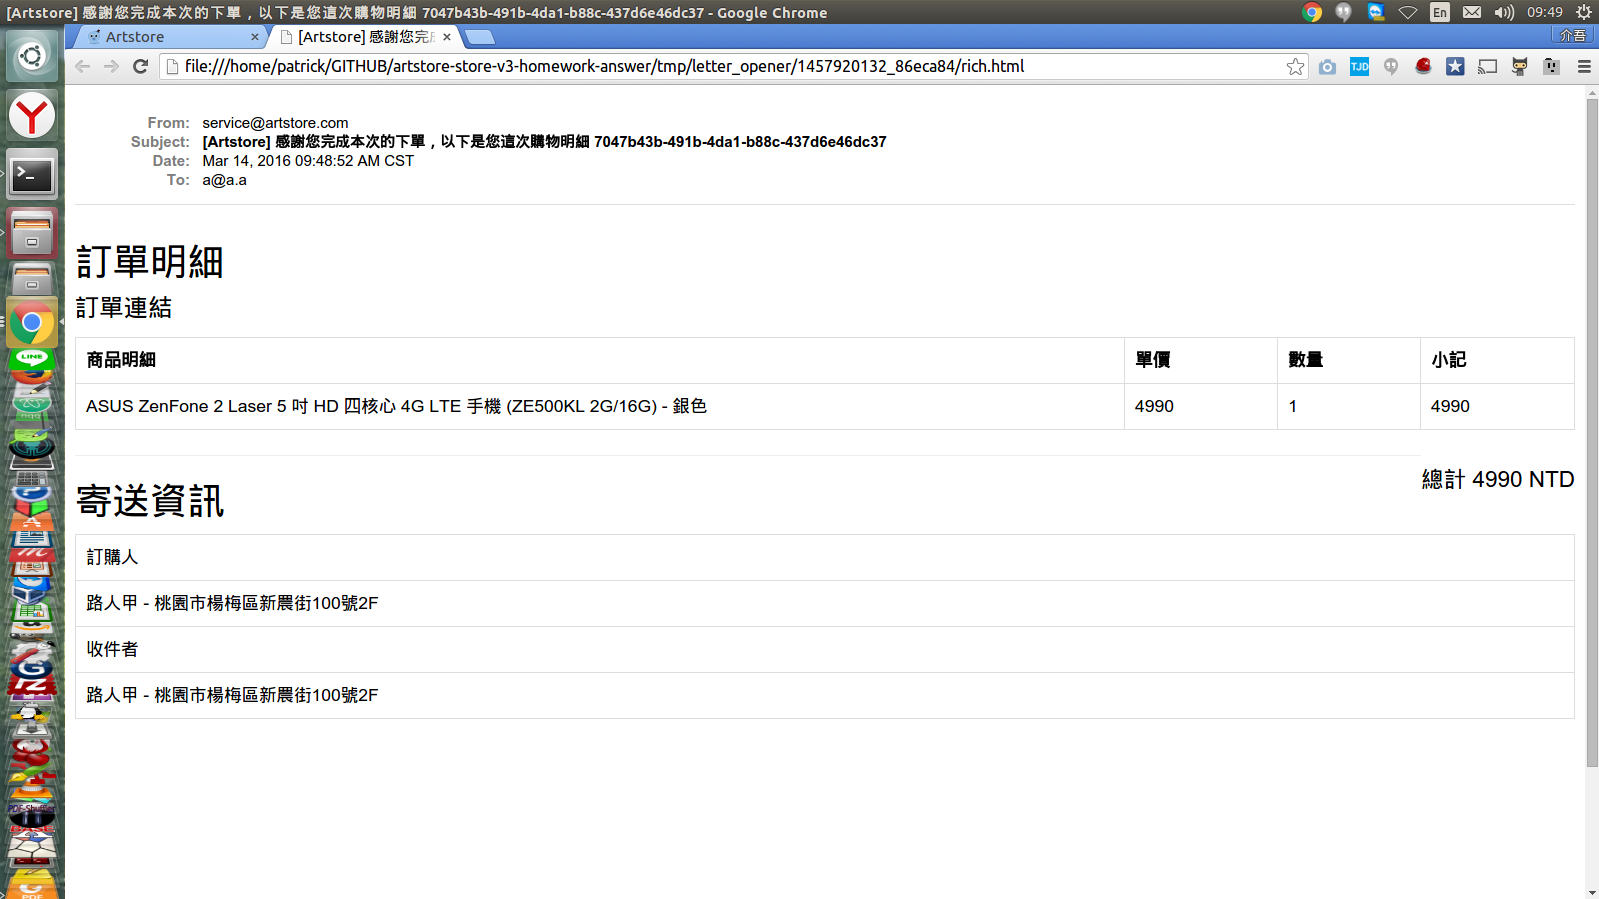 [Artstore] 感謝您完成本次的下單，以下是您這次購物明細 7047b43b-491b-4da1-b88c-437d6e46dc37 - Google Chrome
En
09:49
Artstore
[Artstore] 感謝您完
介吾
file:///home/patrick/GITHUB/artstore-store-v3-homework-answer/tmp/letter_opener/1457920132_86eca84/rich.html
TJD
From: service@artstore.com
Subject: [Artstore] 感謝您完成本次的下單，以下是您這次購物明細 7047b43b-491b-4da1-b88c-437d6e46dc37
Date: Mar 14, 2016 09:48:52 AM CST
To: a@a.a
訂單明細
訂單連結
商品明細 單價 數量 小記
ASUS ZenFone 2 Laser 5 吋 HD 四核心 4G LTE 手機 (ZE500KL 2G/16G) - 銀色 4990 1 4990
總計 4990 NTD
寄送資訊
訂購人
路人甲 - 桃園市楊梅區新農街100號2F
收件者
路人甲 - 桃園市楊梅區新農街100號2F
LINE